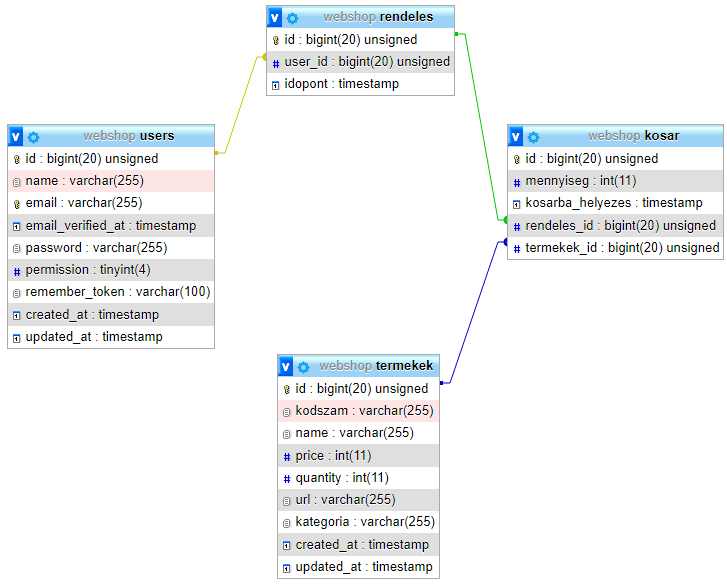 webshop rendeles
id : bigint(20) unsigned
user_id : bigint(20) unsigned
idopont : timestamp
webshop users
id : bigint(20) unsigned
name : varchar(255)
email : varchar(255)
email_verified_at : timestamp
password : varchar(255)
permission : tinyint(4)
remember_token : varchar(100)
created_at : timestamp
updated_at : timestamp
webshop kosar
id : bigint(20) unsigned
mennyiseg : int(11)
kosarba_helyezes : timestamp
rendeles_id : bigint(20) unsigned
termekek_id : bigint(20) unsigned
webshop termekek
id : bigint(20) unsigned
kodszam : varchar(255)
name : varchar(255)
price : int(11)
quantity : int(11)
url : varchar(255)
kategoria : varchar(255)
created_at : timestamp
updated_at : timestamp